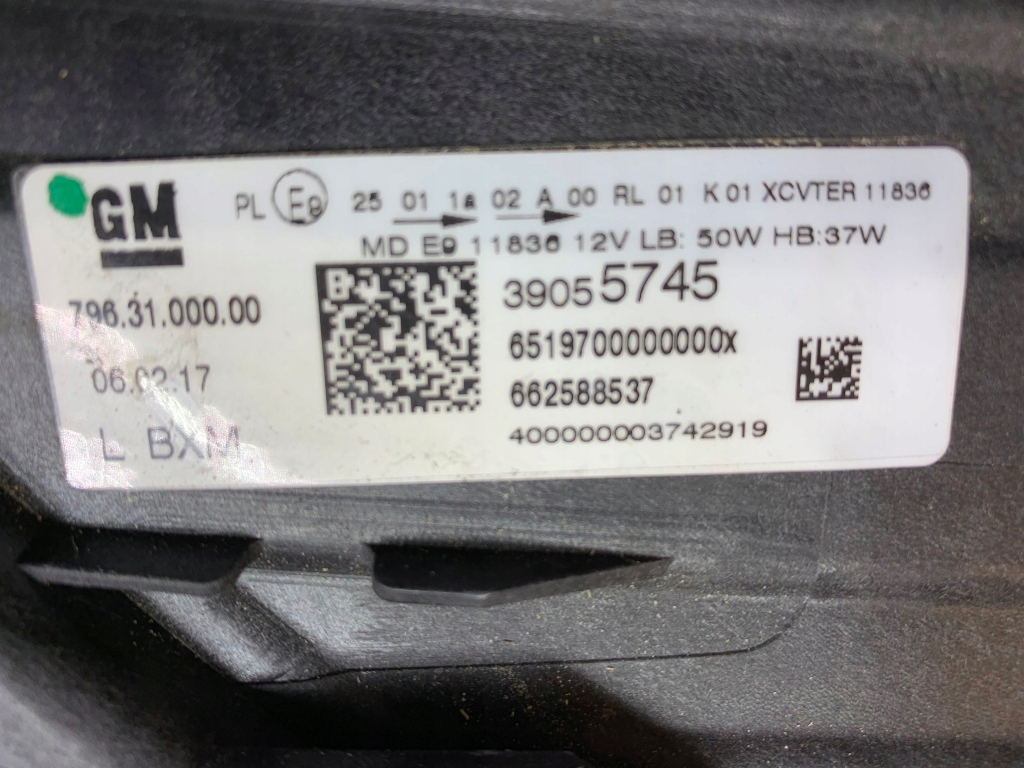 GM
PL E9 25 01 1a 02 A 00 RL 01 K 01 XCVTER 11836
MD E9 11836 12V LB: 50W HB:37W
796.31.000.00
39055745
6519700000000X
06.02.17
662588537
L BXM
400000003742919